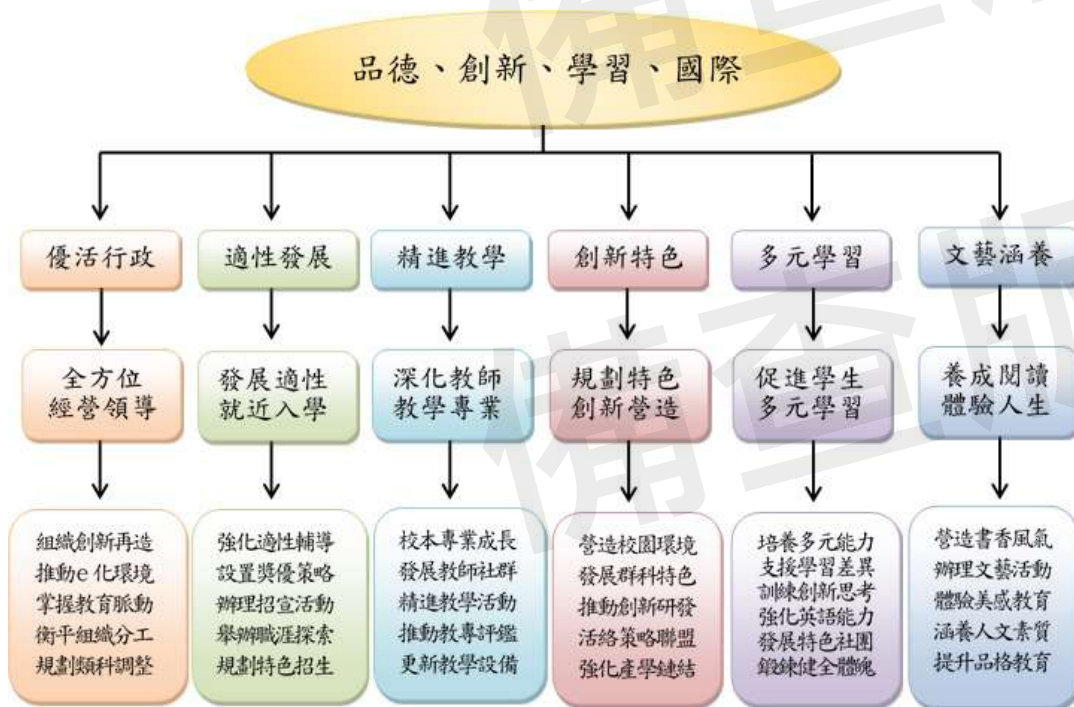 品德、創新、學習、國際
優活行政
適性發展
精進教學
創新特色
多元學習
文藝涵養
全方位
經營領導
發展適性
就近入學
深化教師
教學專業
規劃特色
創新營造
促進學生
多元學習
養成閱讀
體驗人生
組織創新再造
推動e化環境
掌握教育脈動
衡平組織分工
規劃類科調整
強化適性輔導
設置獎優策略
辦理招宣活動
舉辦職涯探索
規劃特色招生
校本專業成長
發展教師社群
精進教學活動
推動教專評鑑
更新教學設備
營造校園環境
發展群科特色
推動創新研發
活絡策略聯盟
強化產學鏈結
培養多元能力
支援學習差異
訓練創新思考
強化英語能力
發展特色社團
鍛鍊健全體魄
營造書香風氣
辦理文藝活動
體驗美感教育
涵養人文素質
提升品格教育
備查版